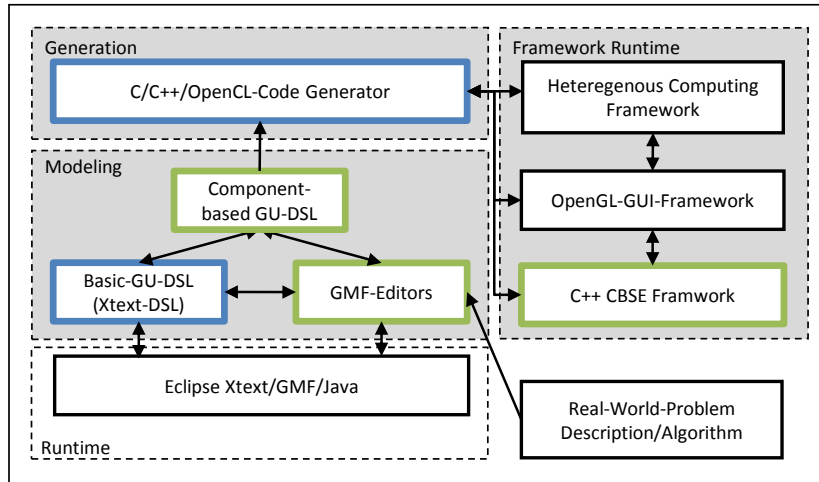 Generation
C/C++/OpenCL-Code Generator
Framework Runtime
Heteregenous Computing
Framework
Modeling
Component-
based GU-DSL
OpenGL-GUI-Framework
Basic-GU-DSL
(Xtext-DSL)
GMF-Editors
C++ CBSE Framwork
Eclipse Xtext/GMF/Java
Runtime
Real-World-Problem
Description/Algorithm